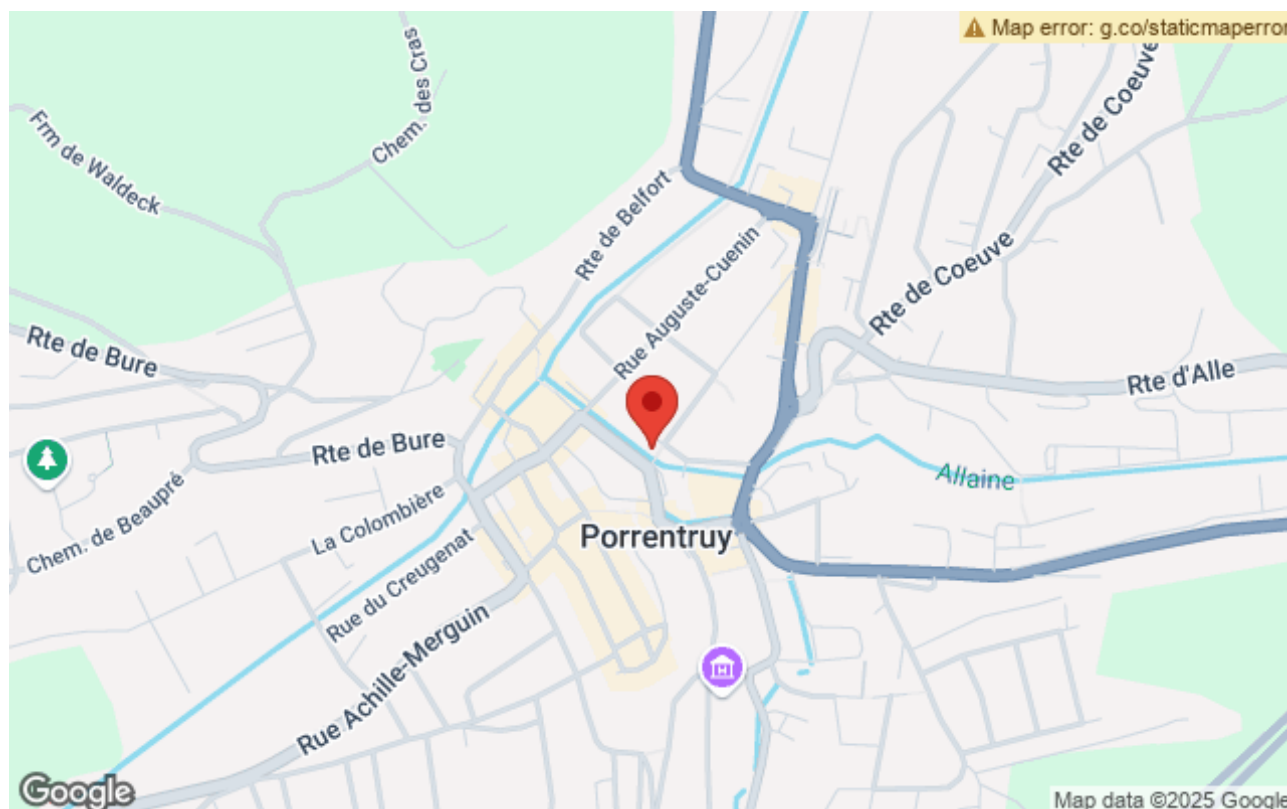 Map error: g.co/staticmaperror
Chem. des Cras
Frm de Waldeck
Rte de Coeuve
Rte de Belfort
Rue Auguste-Cuenin
Rte de Coeuve
Rte de Bure
Rte d'Alle
Rte de Bure
Allaine
Chem. de Beaupré
La Colombière
Porrentruy
Rue du Creugenat
Rue Achille-Merguin
H
Google
Map data ©2025 Google